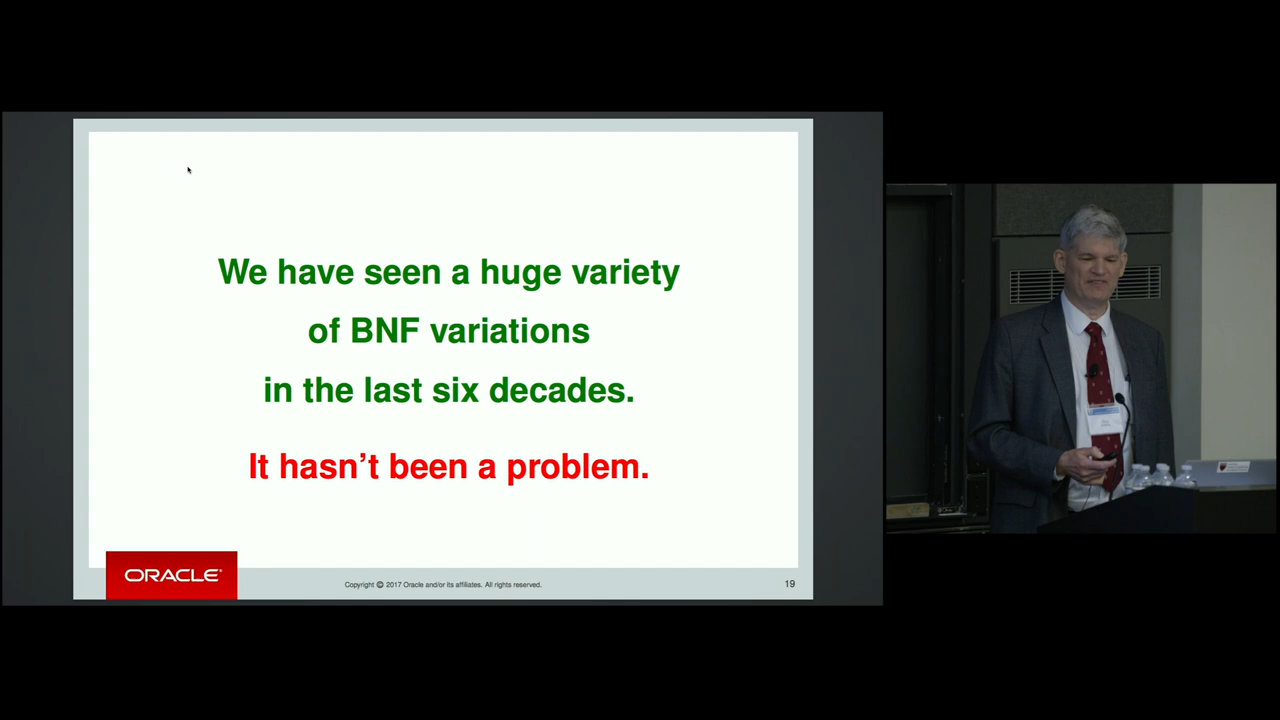 We have seen a huge variety
of BNF variations
in the last six decades.
It hasn’t been a problem.
ORACLE®
Copyright © 2017 Oracle and/or its affiliates. All rights reserved.
19